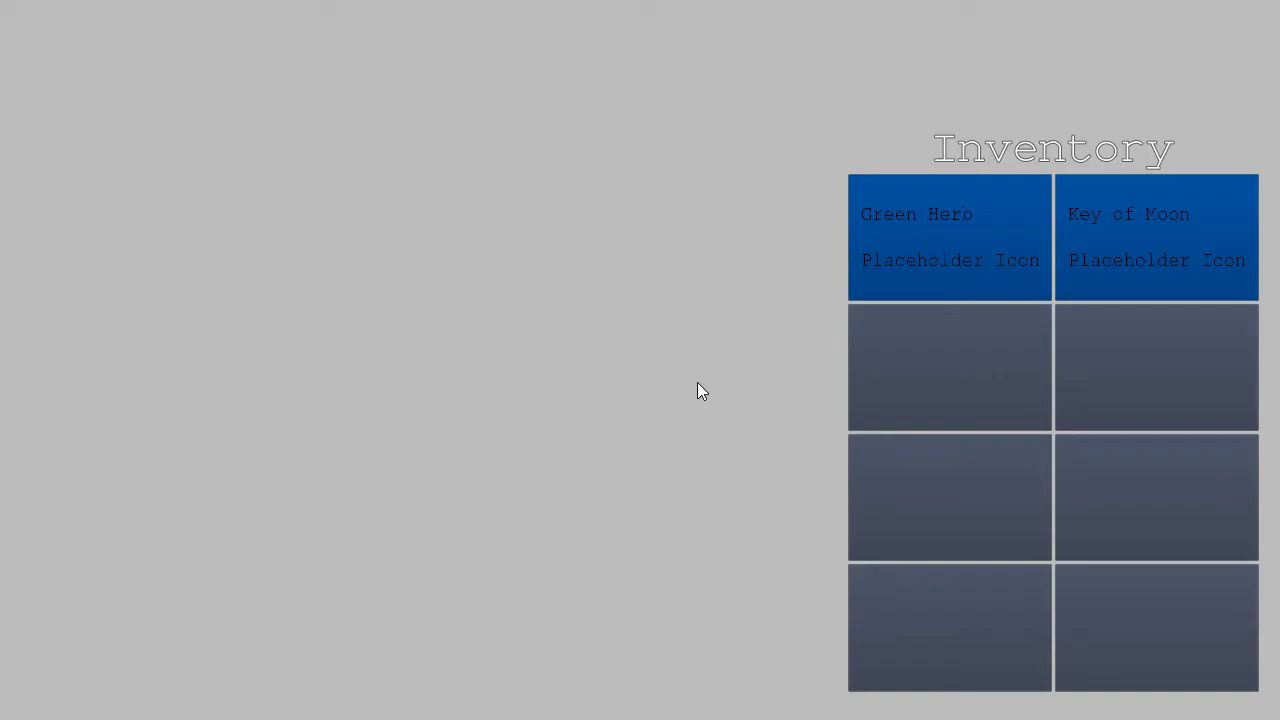 Inventory
Green Herb
Placeholder Icon
Key of Moon
Placeholder Icon